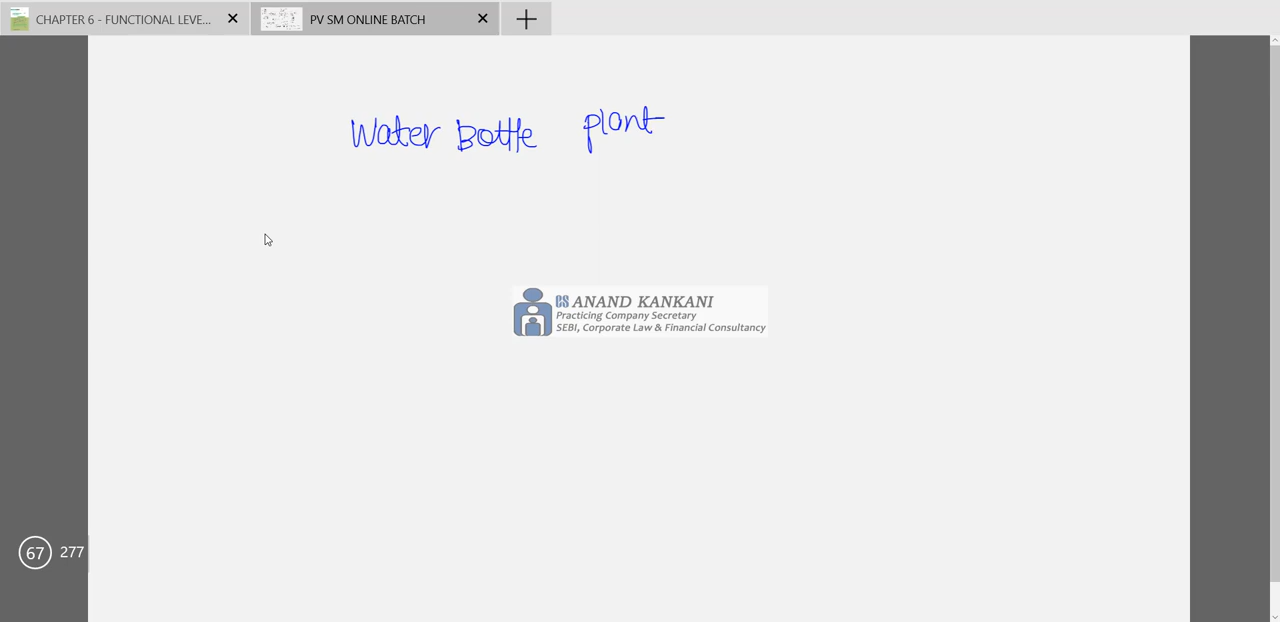 CHAPTER 6 - FUNCTIONAL LEVE...
PV SM ONLINE BATCH
Water Bottle plant
CS ANAND KANKANI
Practicing Company Secretary
SEBI, Corporate Law & Financial Consultancy
67 277